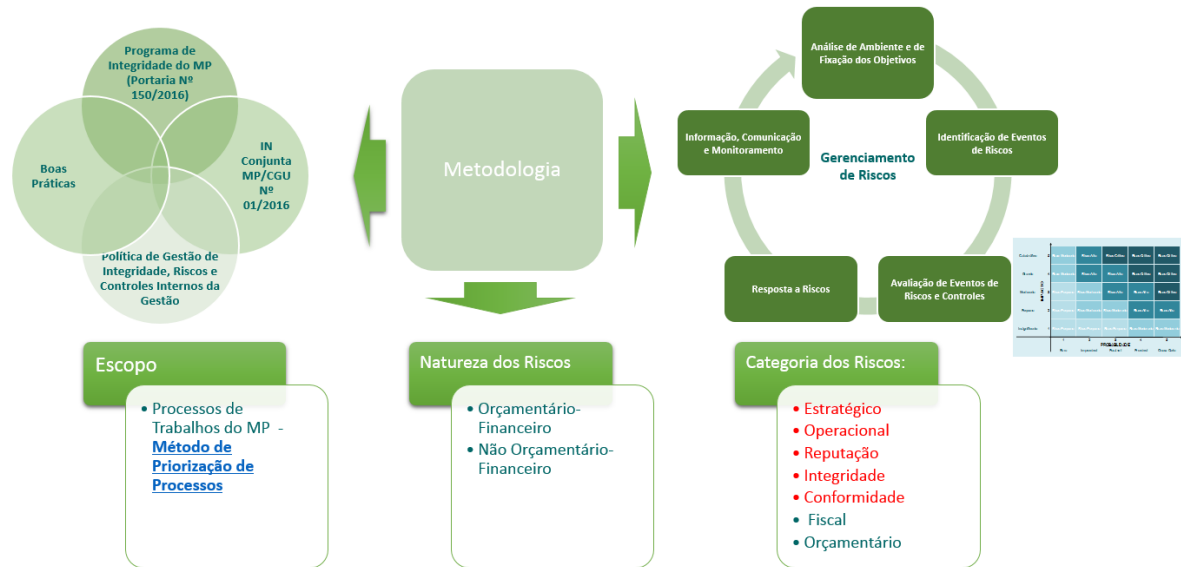 Programa de
Integridade do MP
(Portaria Nº
150/2016)
Boas
Práticas
IN
Conjunta
MP/CGU
Nº
01/2016
Política de Gestão de
Integridade, Riscos e
Controles Internos da
Gestão
Metodologia
Análise de Ambiente e de
Fixação dos Objetivos
Informação, Comunicação
e Monitoramento
Identificação de Eventos
de Riscos
Gerenciamento
de Riscos
Resposta a Riscos
Avaliação de Eventos de
Riscos e Controles
PROBABILIDADE
Escopo
• Processos de
Trabalhos do MP -
Método de
Priorização de
Processos
Natureza dos Riscos
• Orçamentário-
Financeiro
• Não Orçamentário-
Financeiro
Categoria dos Riscos:
• Estratégico
• Operacional
• Reputação
• Integridade
• Conformidade
• Fiscal
• Orçamentário